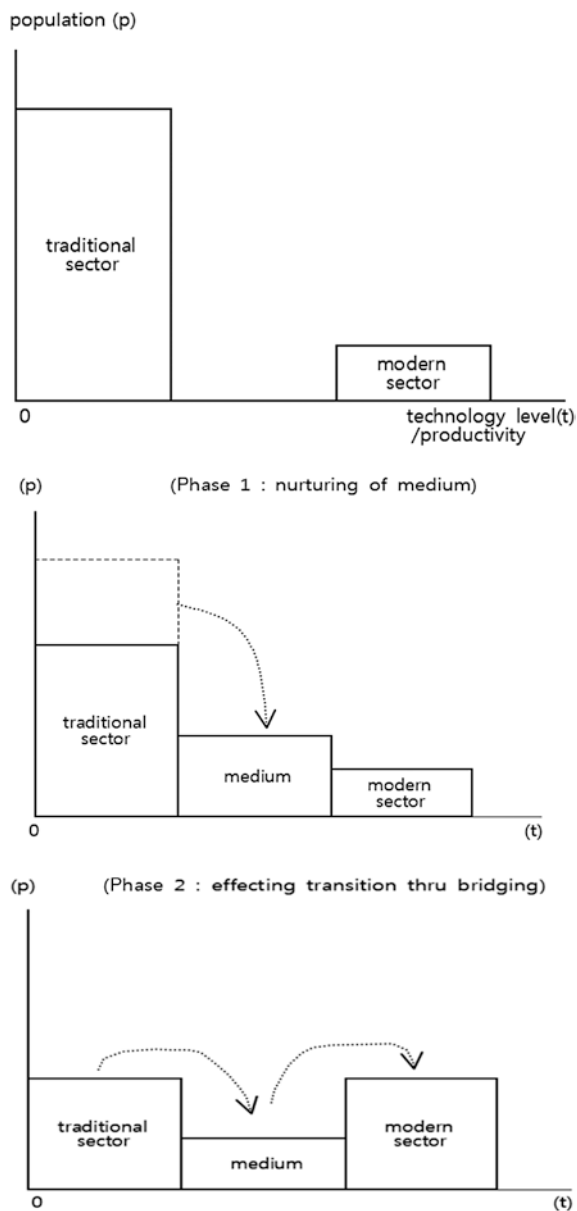 population (p)
traditional
sector
modern
sector
0
technology level(t)
/productivity
(p)
(Phase 1 : nurturing of medium)
traditional
sector
medium
modern
sector
0
(t)
(p)
(Phase 2 : effecting transition thru bridging)
traditional
sector
medium
modern
sector
0
(t)